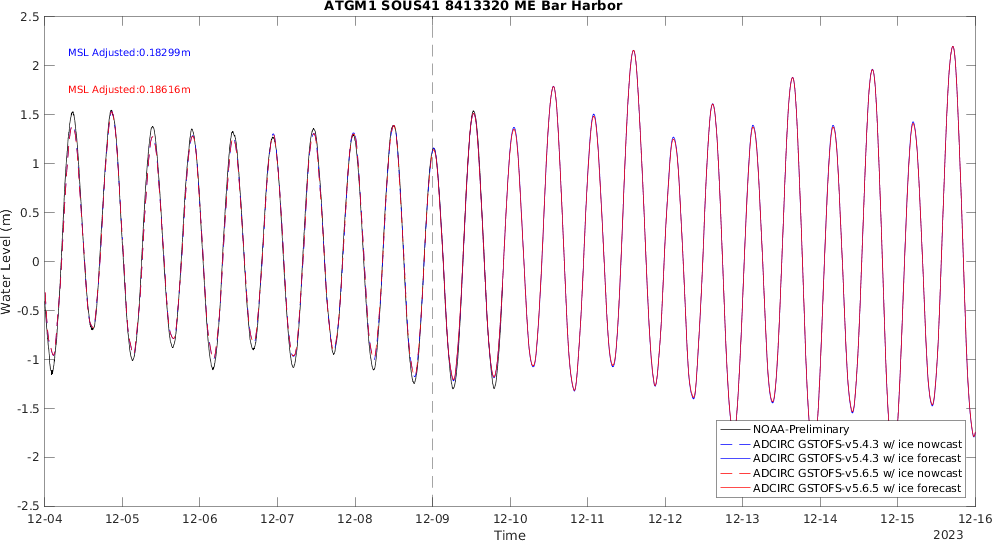 ATGM1 SOUS41 8413320 ME Bar Harbor
2.5
2
1.5
1
0.5
0
-0.5
-1
-1.5
-2
-2.5
Water Level (m)
MSL Adjusted:0.18299m
MSL Adjusted:0.18616m
NOAA-Preliminary
ADCIRC GSTOFS-v5.4.3 w/ ice nowcast
ADCIRC GSTOFS-v5.4.3 w/ ice forecast
ADCIRC GSTOFS-v5.6.5 w/ ice nowcast
ADCIRC GSTOFS-v5.6.5 w/ ice forecast
12-04 12-05 12-06 12-07 12-08 12-09 12-10 12-11 12-12 12-13 12-14 12-15 12-16
Time
2023